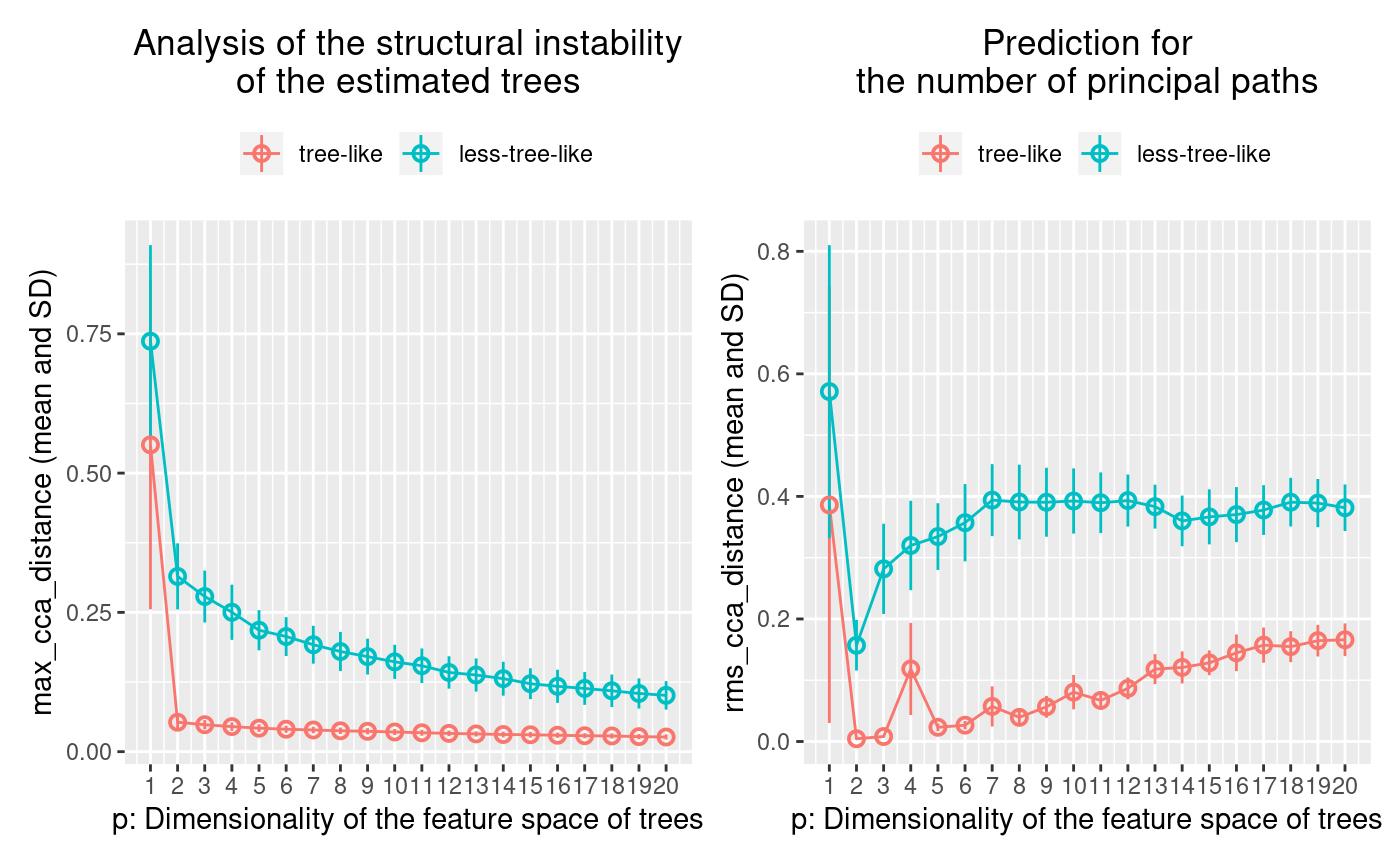 Analysis of the structural instability
of the estimated trees
tree-like less-tree-like
max_cca_distance (mean and SD)
0.75
0.50
0.25
0.00
1 2 3 4 5 6 7 8 9 10 11 12 13 14 15 16 17 18 19 20
p: Dimensionality of the feature space of trees
Prediction for
the number of principal paths
tree-like less-tree-like
rms_cca_distance (mean and SD)
0.8
0.6
0.4
0.2
0.0
1 2 3 4 5 6 7 8 9 10 11 12 13 14 15 16 17 18 19 20
p: Dimensionality of the feature space of trees